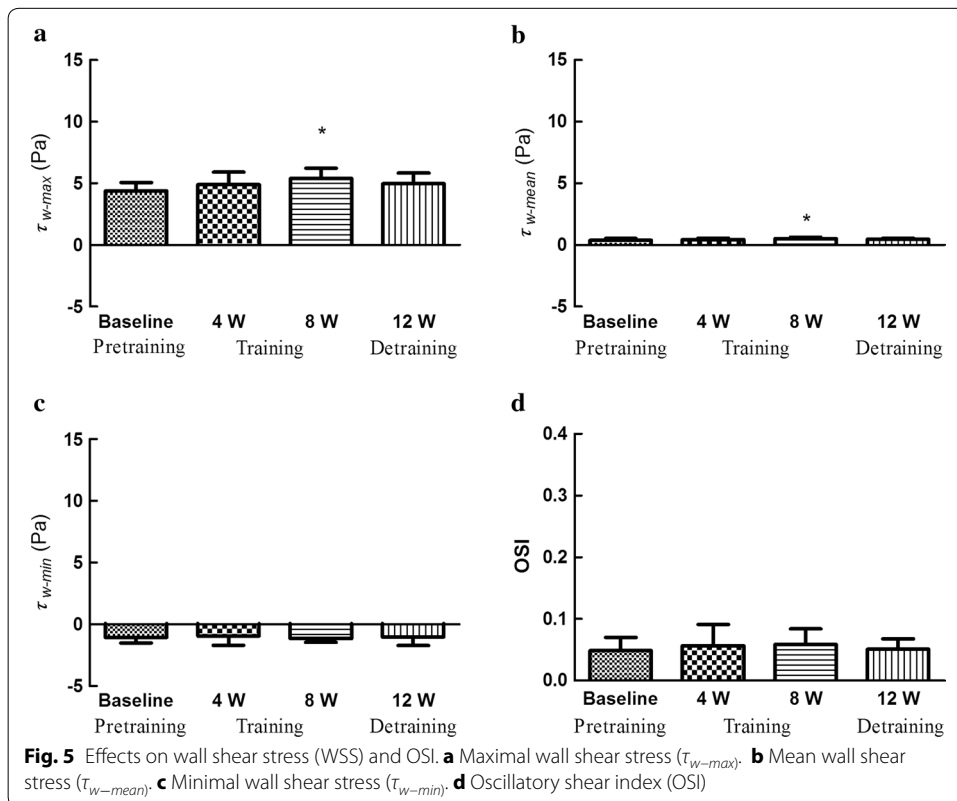 a
15
10
5
0
-5
τw-max (Pa)
*
Baseline 4 W 8 W 12 W
Pretraining Training Detraining
b
15
10
5
0
-5
τ w-mean (Pa)
*
Baseline 4 W 8 W 12 W
Pretraining Training Detraining
c
15
10
5
0
-5
τw-min (Pa)
Baseline 4 W 8 W 12 W
Pretraining Training Detraining
d
0.4
0.3
0.2
0.1
0.0
OSI
Baseline 4 W 8 W 12 W
Pretraining Training Detraining
Fig. 5 Effects on wall shear stress (WSS) and OSI. a Maximal wall shear stress (τw−max). b Mean wall shear
stress (τw−mean). c Minimal wall shear stress (τw−min). d Oscillatory shear index (OSI)